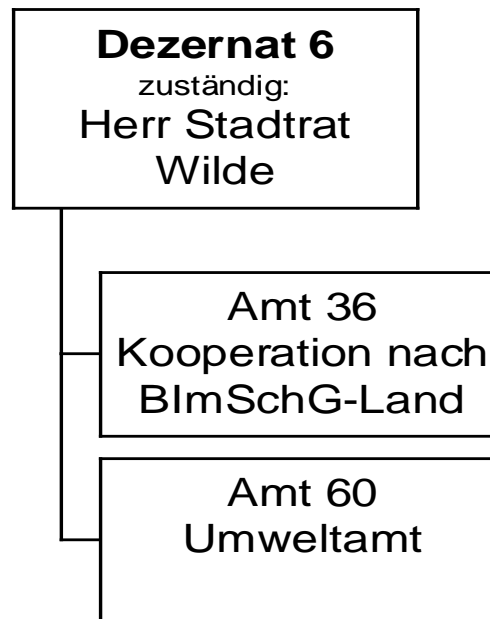 Dezernat 6
zuständig:
Herr Stadtrat
Wilde
Amt 36
Kooperation nach
BImSchG-Land
Amt 60
Umweltamt